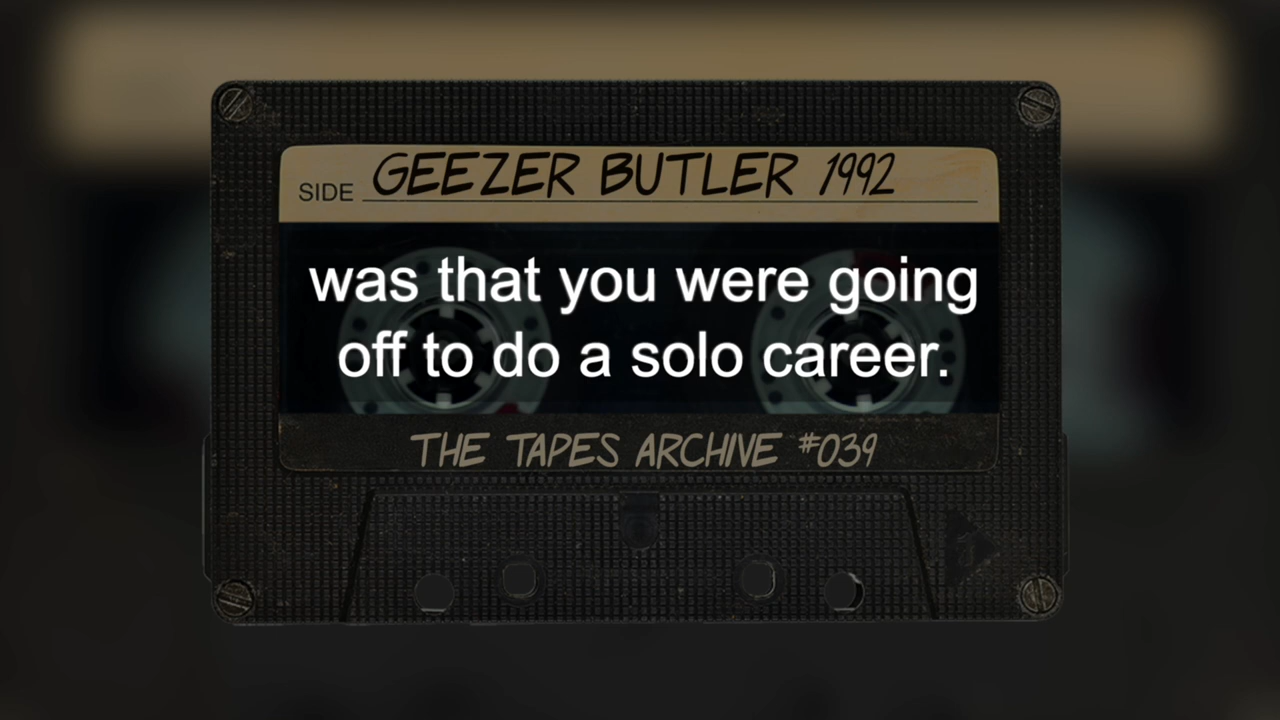 SIDE GEEZER BUTLER 1992
was that you were going
off to do a solo career.
THE TAPES ARCHIVE #039